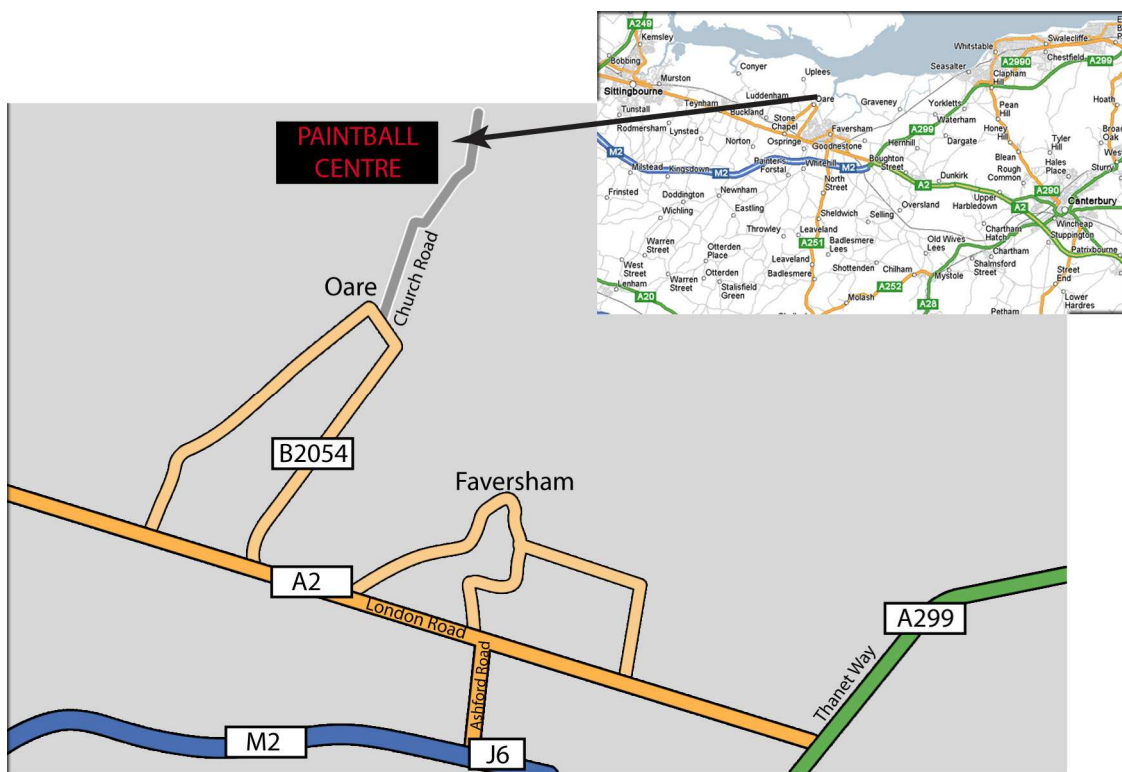 PAINTBALL
CENTRE
Oare
Church Road
B2054
Faversham
A2
London Road
Ashford Road
A299
Thanet Way
M2
J6
A249
Kemsley
Bobbing
Sittingbourne
Murston
Conyer
Uplees
Luddenham
Oare
Teynham
Buckland
Stone
Chapel
Tunstall
Rodmersham
Lynsted
Norton
Ospringe
Faversham
Goodnestone
Graveney
Seasalter
Whitstable
Swalecliffe
Chestfield
A2990
A299
Clapham
Hill
Yorkletts
Waterham
Dargate
Hernhill
A299
Pean
Hill
Honey
Hill
Tyler
Hill
Hoath
Broad
Oak
Blean
Rough
Common
Hales
Place
Sturry
West
M2
Milstead
Kingsdown
M2
Painter's
Forstal
Whitehill
M2
Boughton
Street
A2
Dunkirk
Upper
Harbledown
A290
A2
Canterbury
Wincheap
Stuppington
Patrixbourne
Frinsted
Doddington
Newnham
Wichling
Eastling
North
Street
Sheldwich
Selling
Oversland
Throwley
Leaveland
A251
Badlesmere
Lees
Old Wives
Lees
Chartham
Hatch
Chartham
Shalmsford
Street
Warren
Street
Otterden
Place
West
Street
Lenham
Warren
Street
Otterden
Stalisfield
Green
Leaveland
Badlesmere
Shottenden
Chilham
Mystole
Street
End
Lower
Hardres
A20
A252
Molash
A28
Petham